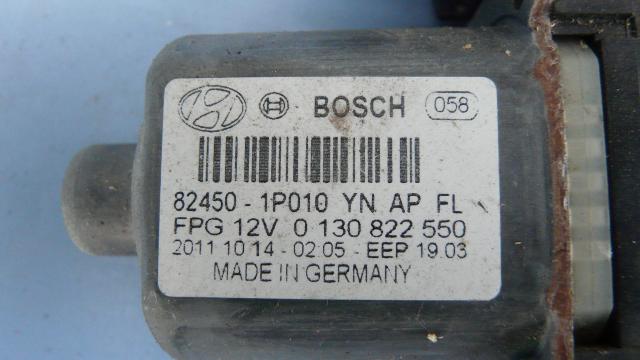 BOSCH 058
82450 - 1P010 YN AP FL
FPG 12V 0 130 822 550
2011 10 14 - 02:05 - EEP 19.03
MADE IN GERMANY